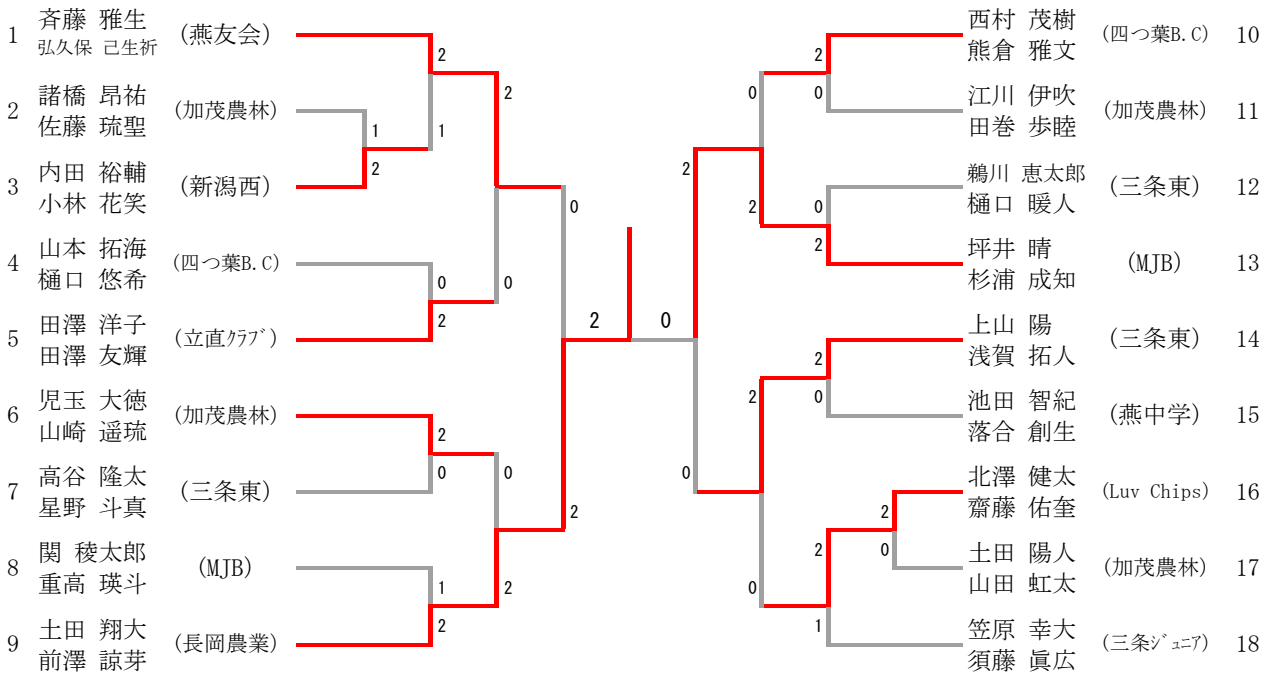 1 斉藤 雅生
弘久保 己生祈 (燕友会)
2 諸橋 昂祐
佐藤 琉聖 (加茂農林)
3 内田 裕輔
小林 花笑 (新潟西)
4 山本 拓海
樋口 悠希 (四つ葉B.C)
5 田澤 洋子
田澤 友輝 (立直ｸﾗﾌﾞ)
6 児玉 大徳
山崎 遥琉 (加茂農林)
7 高谷 隆太
星野 斗真 (三条東)
8 関 稜太郎
重高 瑛斗 (MJB)
9 土田 翔大
前澤 諒芽 (長岡農業)
2
1
2
1
2
0
2
0
0
2
0
0
1
2
2
2
2
0
西村 茂樹
熊倉 雅文 (四つ葉B.C) 10
江川 伊吹
田巻 歩睦 (加茂農林) 11
鵜川 恵太郎
樋口 暖人 (三条東) 12
坪井 晴
杉浦 成知 (MJB) 13
上山 陽
浅賀 拓人 (三条東) 14
池田 智紀
落合 創生 (燕中学) 15
北澤 健太
齋藤 佑奎 (Luv Chips) 16
土田 陽人
山田 虹太 (加茂農林) 17
笠原 幸大
須藤 眞広 (三条ｼﾞｭﾆｱ) 18
2
0
0
2
0
2
2
2
0
2
0
2
0
2
0
1